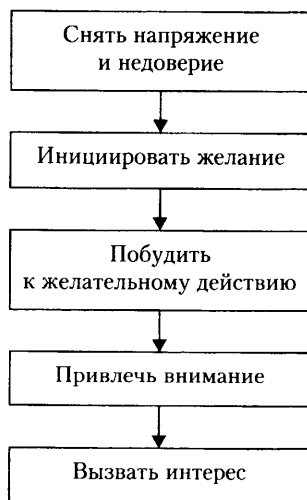 Снять напряжение
и недоверие
Инициировать желание
Побудить
к желательному действию
Привлечь внимание
Вызвать интерес